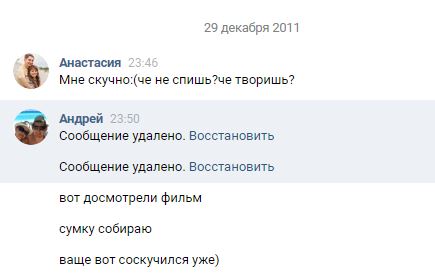 29 декабря 2011
Анастасия 23:46
Мне скучно:(че не спишь?че творишь?
Андрей 23:50
Сообщение удалено. Восстановить
Сообщение удалено. Восстановить
вот досмотрели фильм
сумку собираю
ваще вот соскучился уже)